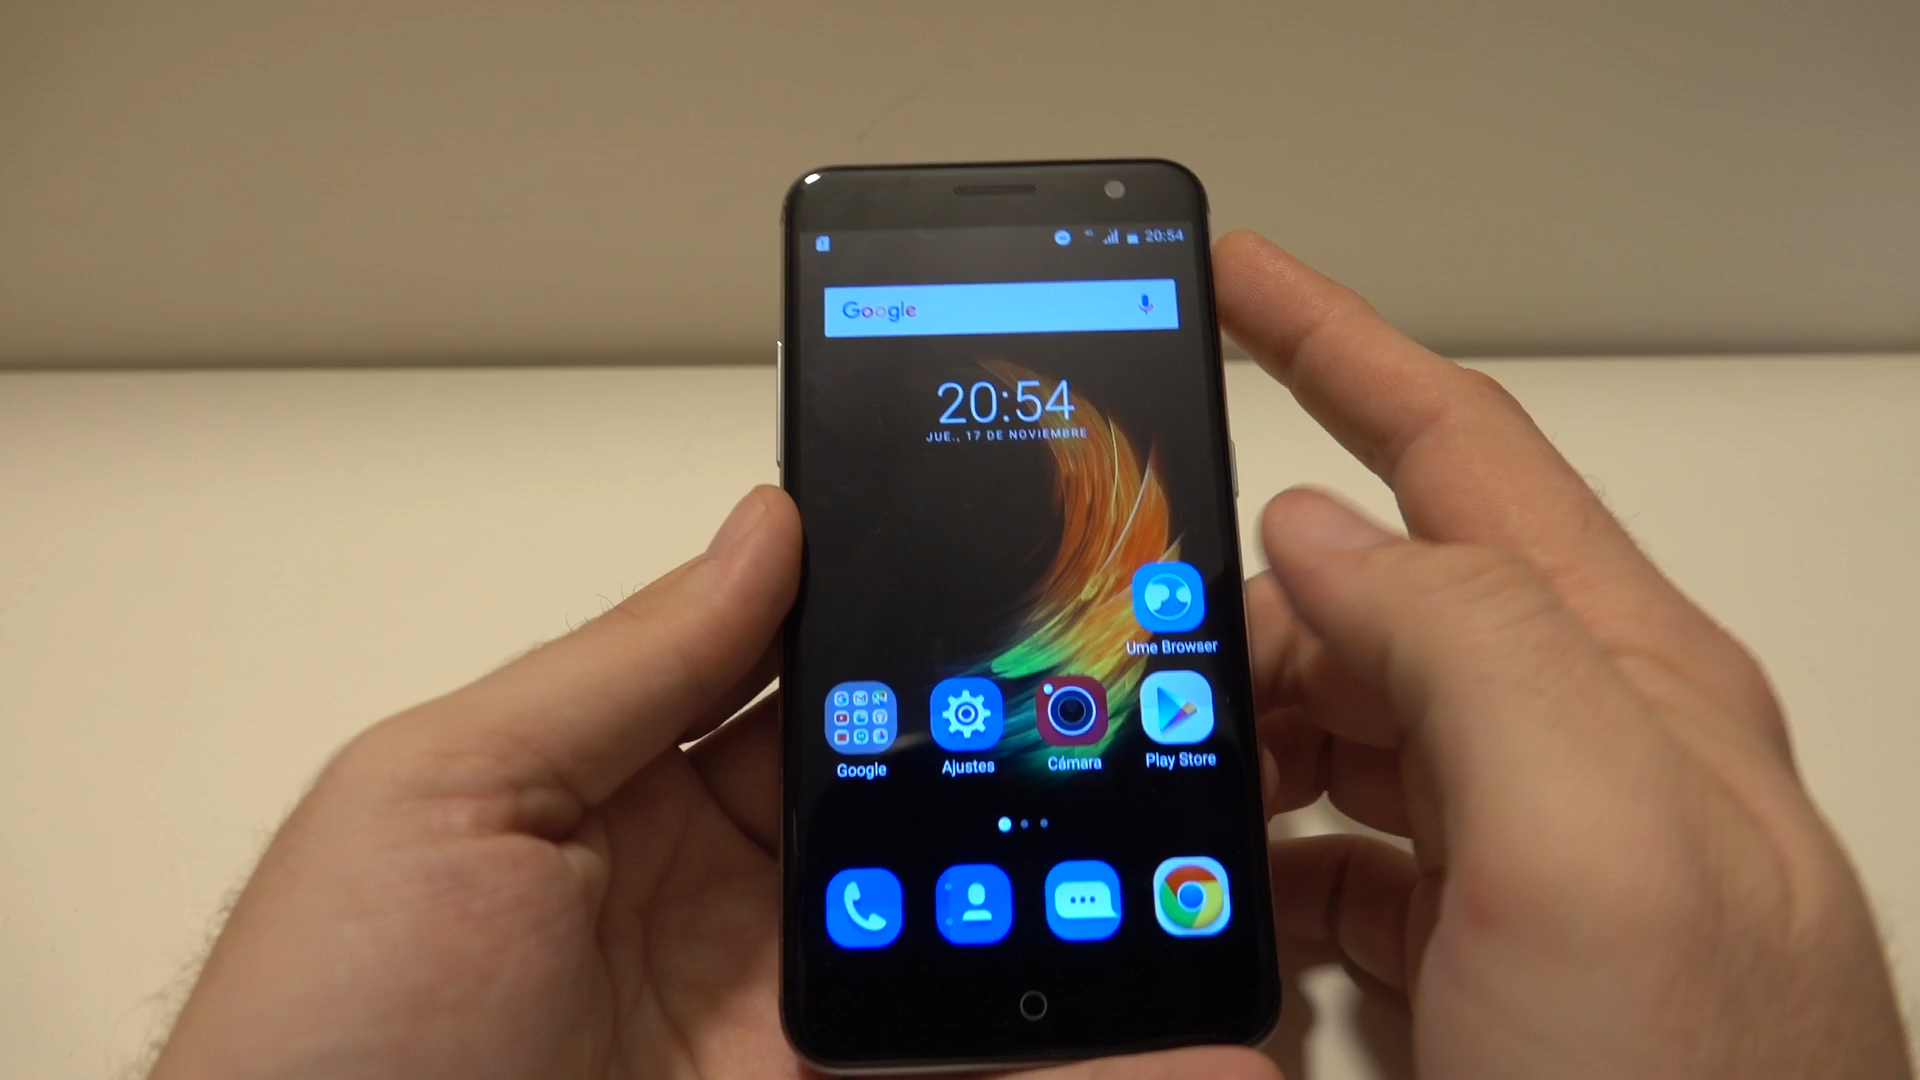 20:54
Google
20:54
JUE., 17 DE NOVIEMBRE
Ume Browser
Google
Ajustes
Cámara
Play Store